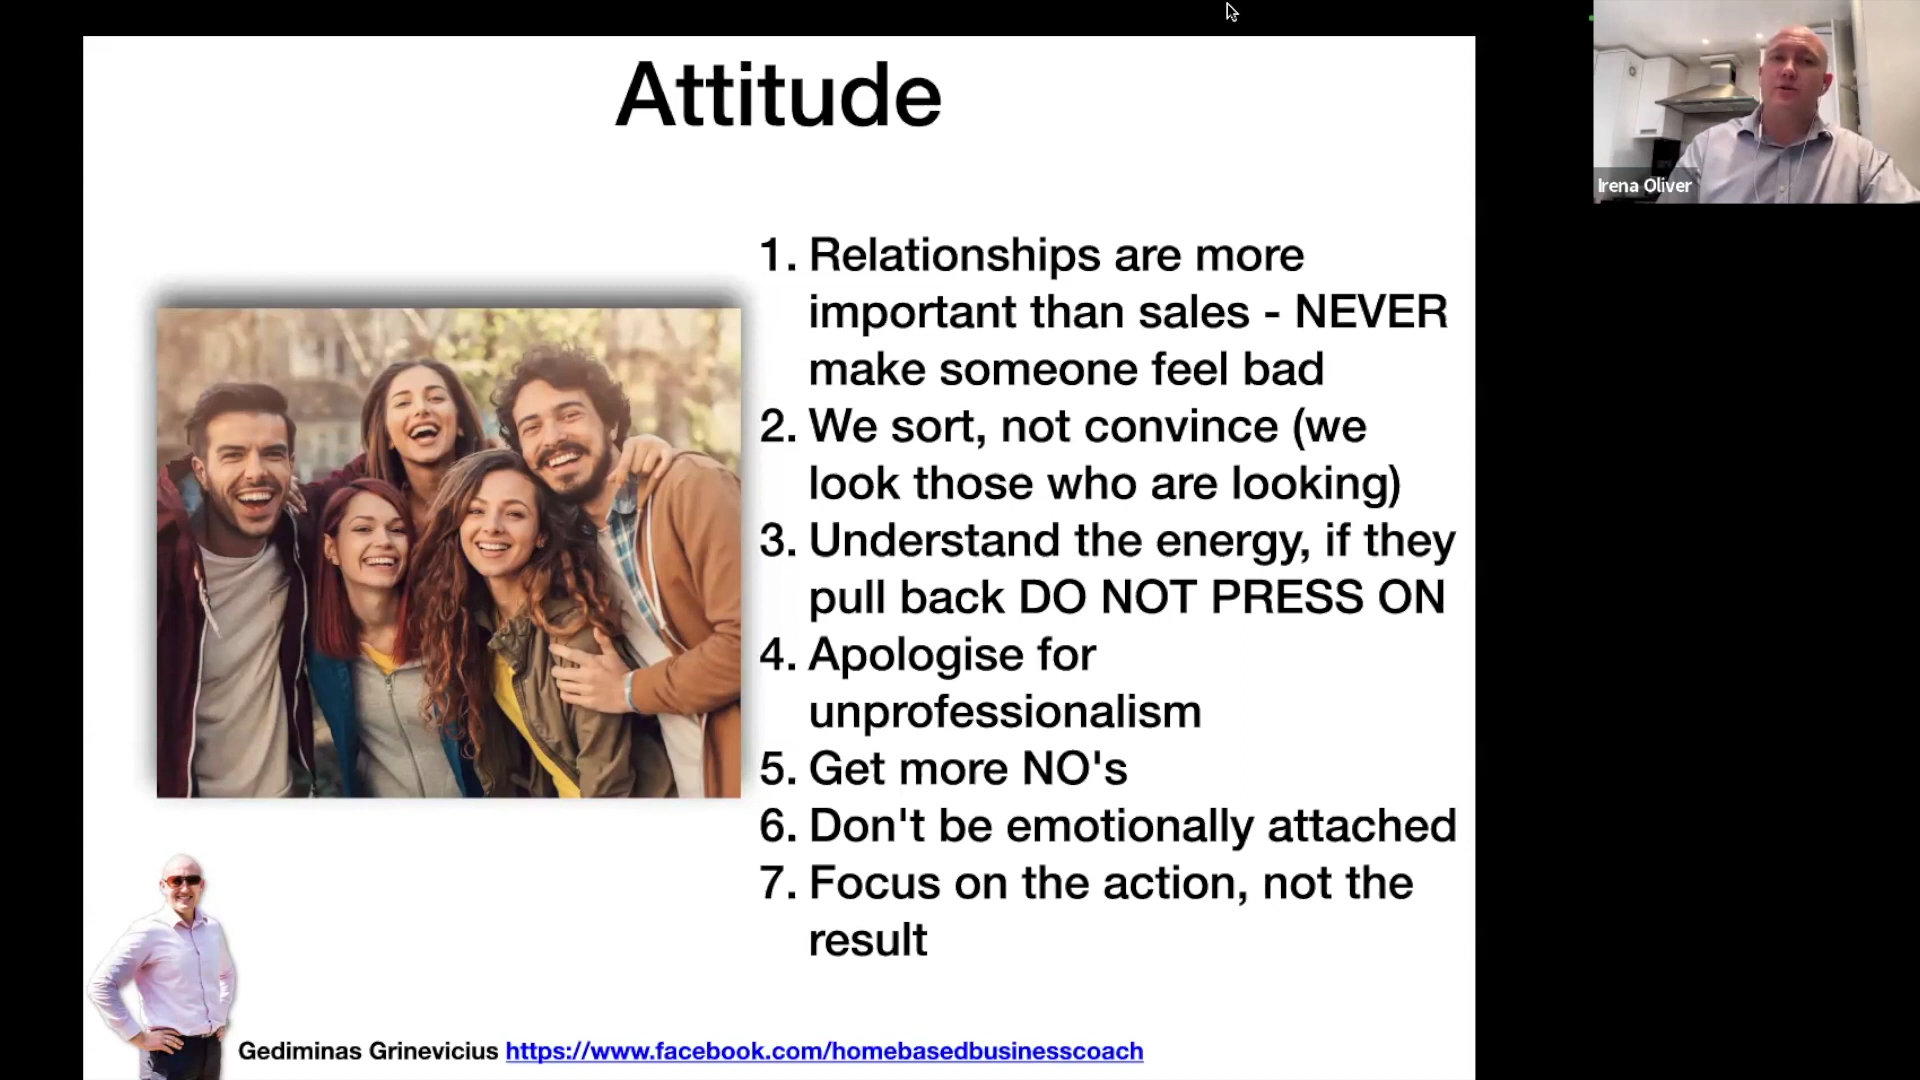 Attitude
Irena Oliver
1. Relationships are more
important than sales - NEVER
make someone feel bad
2. We sort, not convince (we
look those who are looking)
3. Understand the energy, if they
pull back DO NOT PRESS ON
4. Apologise for
unprofessionalism
5. Get more NO's
6. Don't be emotionally attached
7. Focus on the action, not the
result
Gediminas Grinevicius https://www.facebook.com/homebasedbusinesscoach